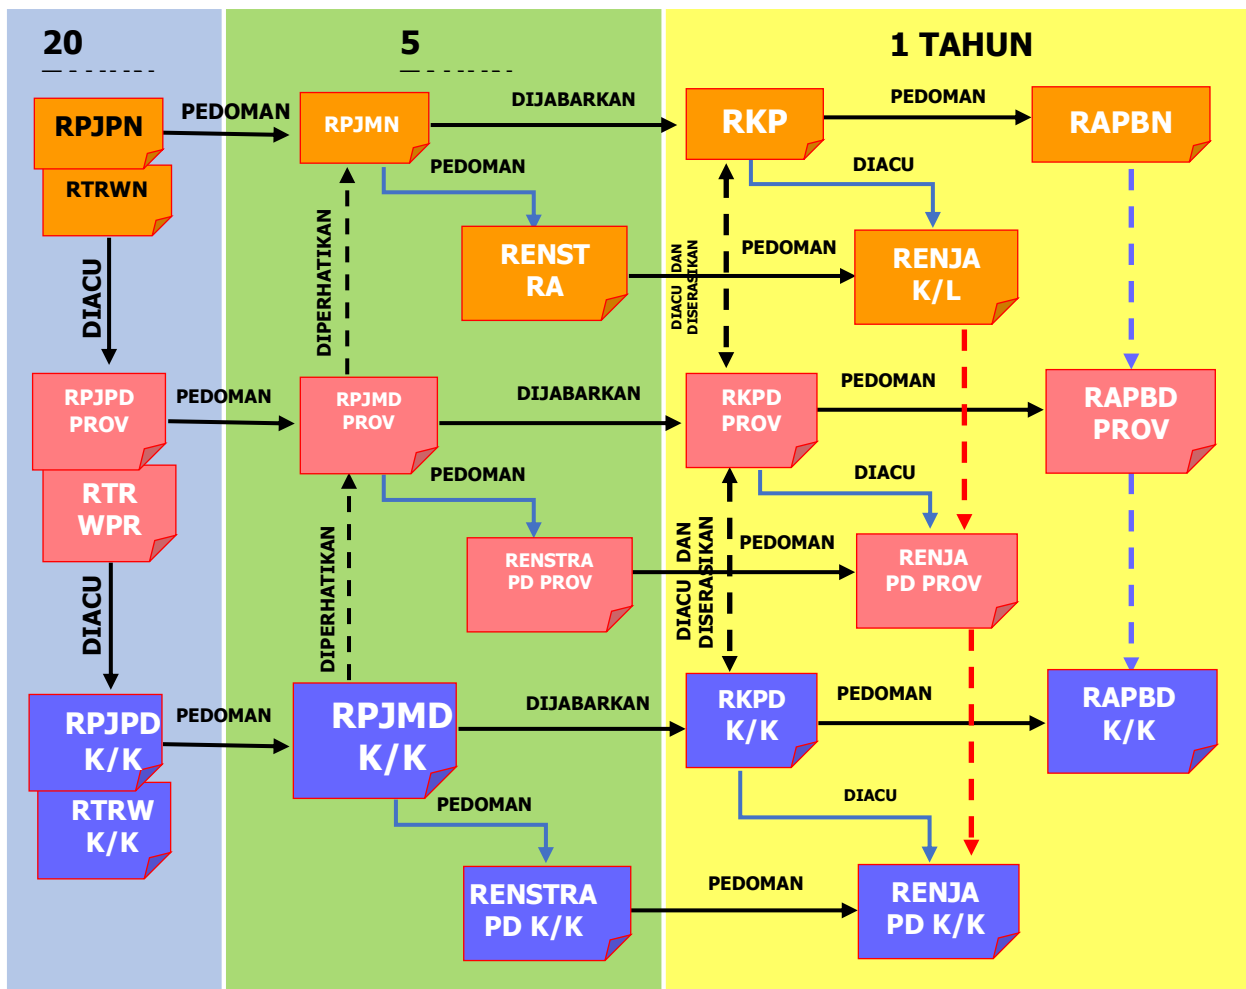 20
5
1 TAHUN
RPJPN
RTRWN
PEDOMAN
RPJMN
DIJABARKAN
RKP
PEDOMAN
RAPBN
PEDOMAN
DIACU
RENST
RA
PEDOMAN
RENJA
K/L
DIACU
DIPERHATIKAN
DIACU DAN
DISERASIKAN
RPJPD
PROV
PEDOMAN
RPJMD
PROV
DIJABARKAN
RKPD
PROV
PEDOMAN
RAPBD
PROV
RTR
WPR
PEDOMAN
DIACU
RENSTRA
PD PROV
PEDOMAN
RENJA
PD PROV
DIACU
DIPERHATIKAN
DIACU DAN
DISERASIKAN
RPJPD
K/K
PEDOMAN
RPJMD
K/K
DIJABARKAN
RKPD
K/K
PEDOMAN
RAPBD
K/K
RTRW
K/K
PEDOMAN
DIACU
RENSTRA
PD K/K
PEDOMAN
RENJA
PD K/K